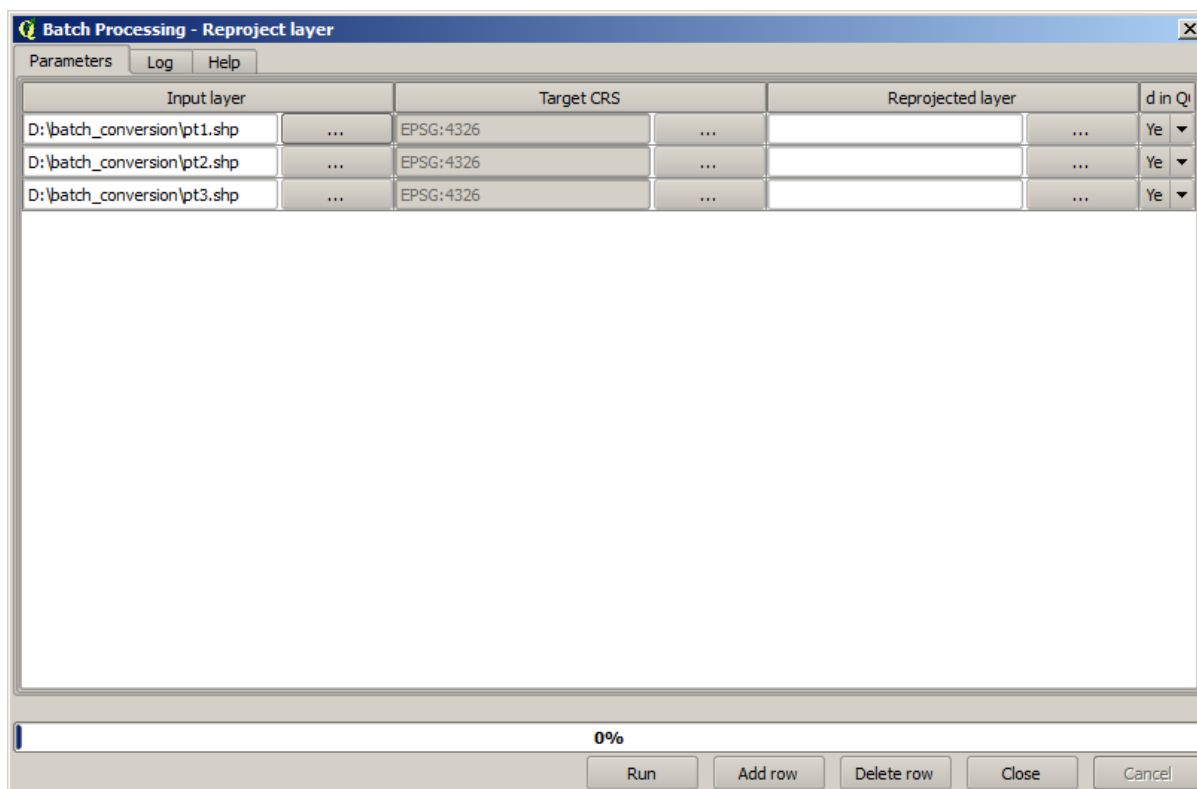 Batch Processing - Reproject layer
Parameters Log Help
Input layer Target CRS Reprojected layer d in Q
D:\batch_conversion\pt1.shp ... EPSG:4326 ... ... Ye
D:\batch_conversion\pt2.shp ... EPSG:4326 ... ... Ye
D:\batch_conversion\pt3.shp ... EPSG:4326 ... ... Ye
0%
Run Add row Delete row Close Cancel